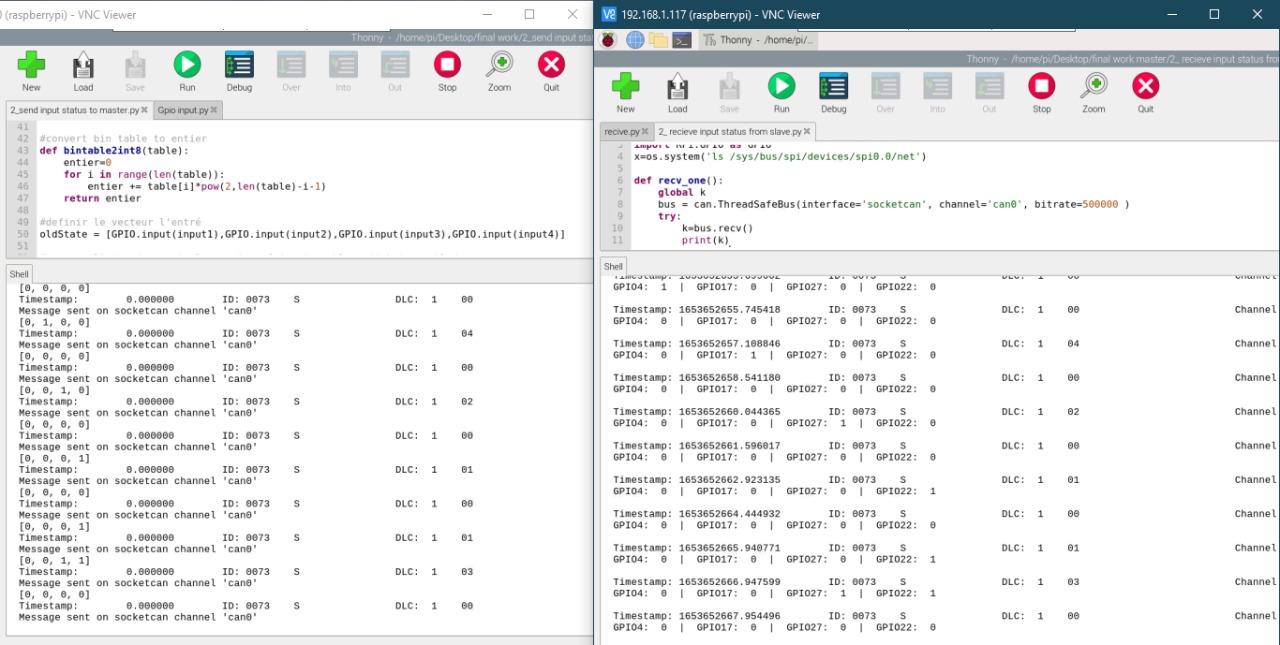 ) (raspberrypi) - VNC Viewer
Thonny - /home/pi/Desktop/final work/2_send input sta
New Load Save Run Debug Over Into Out Stop Zoom Quit
2_send input status to master.py Gpio input.py
41
42 #convert bin table to entier
43 def bintable2int8(table):
44 entier=0
45 for i in range(len(table)):
46 entier += table[i]*pow(2,len(table)-i-1)
47 return entier
48
49 #definir le vecteur l'entré
50 oldState = [GPIO.input(input1),GPIO.input(input2),GPIO.input(input3),GPIO.input(input4)]
51
Shell
[0, 0, 0, 0]
Timestamp: 0.000000 ID: 0073 S DLC: 1 00
Message sent on socketcan channel 'can0'
[0, 1, 0, 0]
Timestamp: 0.000000 ID: 0073 S DLC: 1 04
Message sent on socketcan channel 'can0'
[0, 0, 0, 0]
Timestamp: 0.000000 ID: 0073 S DLC: 1 00
Message sent on socketcan channel 'can0'
[0, 0, 1, 0]
Timestamp: 0.000000 ID: 0073 S DLC: 1 02
Message sent on socketcan channel 'can0'
[0, 0, 0, 0]
Timestamp: 0.000000 ID: 0073 S DLC: 1 00
Message sent on socketcan channel 'can0'
[0, 0, 0, 1]
Timestamp: 0.000000 ID: 0073 S DLC: 1 01
Message sent on socketcan channel 'can0'
[0, 0, 0, 0]
Timestamp: 0.000000 ID: 0073 S DLC: 1 00
Message sent on socketcan channel 'can0'
[0, 0, 0, 1]
Timestamp: 0.000000 ID: 0073 S DLC: 1 01
Message sent on socketcan channel 'can0'
[0, 0, 1, 1]
Timestamp: 0.000000 ID: 0073 S DLC: 1 03
Message sent on socketcan channel 'can0'
[0, 0, 0, 0]
Timestamp: 0.000000 ID: 0073 S DLC: 1 00
Message sent on socketcan channel 'can0'
192.168.1.117 (raspberrypi) - VNC Viewer
Thonny - /home/pi/...
Thonny - /home/pi/Desktop/final work master/2_ recieve input status fron
New Load Save Run Debug Over Into Out Stop Zoom Quit
recive.py 2_ recieve input status from slave.py
3 import RPi.GPIO as GPIO
4 x=os.system('ls /sys/bus/spi/devices/spi0.0/net')
5
6 def recv_one():
7 global k
8 bus = can.ThreadSafeBus(interface='socketcan', channel='can0', bitrate=500000 )
9 try:
10 k=bus.recv()
11 print(k)
Shell
Timestamp: ID: 0073 S DLC: 1 Channel
GPIO4: 1 | GPIO17: 0 | GPIO27: 0 | GPIO22: 0
Timestamp: 1653652655.745418 ID: 0073 S DLC: 1 00 Channel
GPIO4: 0 | GPIO17: 0 | GPIO27: 0 | GPIO22: 0
Timestamp: 1653652657.108846 ID: 0073 S DLC: 1 04 Channel
GPIO4: 0 | GPIO17: 1 | GPIO27: 0 | GPIO22: 0
Timestamp: 1653652658.541180 ID: 0073 S DLC: 1 00 Channel
GPIO4: 0 | GPIO17: 0 | GPIO27: 0 | GPIO22: 0
Timestamp: 1653652660.044365 ID: 0073 S DLC: 1 02 Channel
GPIO4: 0 | GPIO17: 0 | GPIO27: 1 | GPIO22: 0
Timestamp: 1653652661.596017 ID: 0073 S DLC: 1 00 Channel
GPIO4: 0 | GPIO17: 0 | GPIO27: 0 | GPIO22: 0
Timestamp: 1653652662.923135 ID: 0073 S DLC: 1 01 Channel
GPIO4: 0 | GPIO17: 0 | GPIO27: 0 | GPIO22: 1
Timestamp: 1653652664.444932 ID: 0073 S DLC: 1 00 Channel
GPIO4: 0 | GPIO17: 0 | GPIO27: 0 | GPIO22: 0
Timestamp: 1653652665.940771 ID: 0073 S DLC: 1 01 Channel
GPIO4: 0 | GPIO17: 0 | GPIO27: 0 | GPIO22: 1
Timestamp: 1653652666.947599 ID: 0073 S DLC: 1 03 Channel
GPIO4: 0 | GPIO17: 0 | GPIO27: 1 | GPIO22: 1
Timestamp: 1653652667.954496 ID: 0073 S DLC: 1 00 Channel
GPIO4: 0 | GPIO17: 0 | GPIO27: 0 | GPIO22: 0